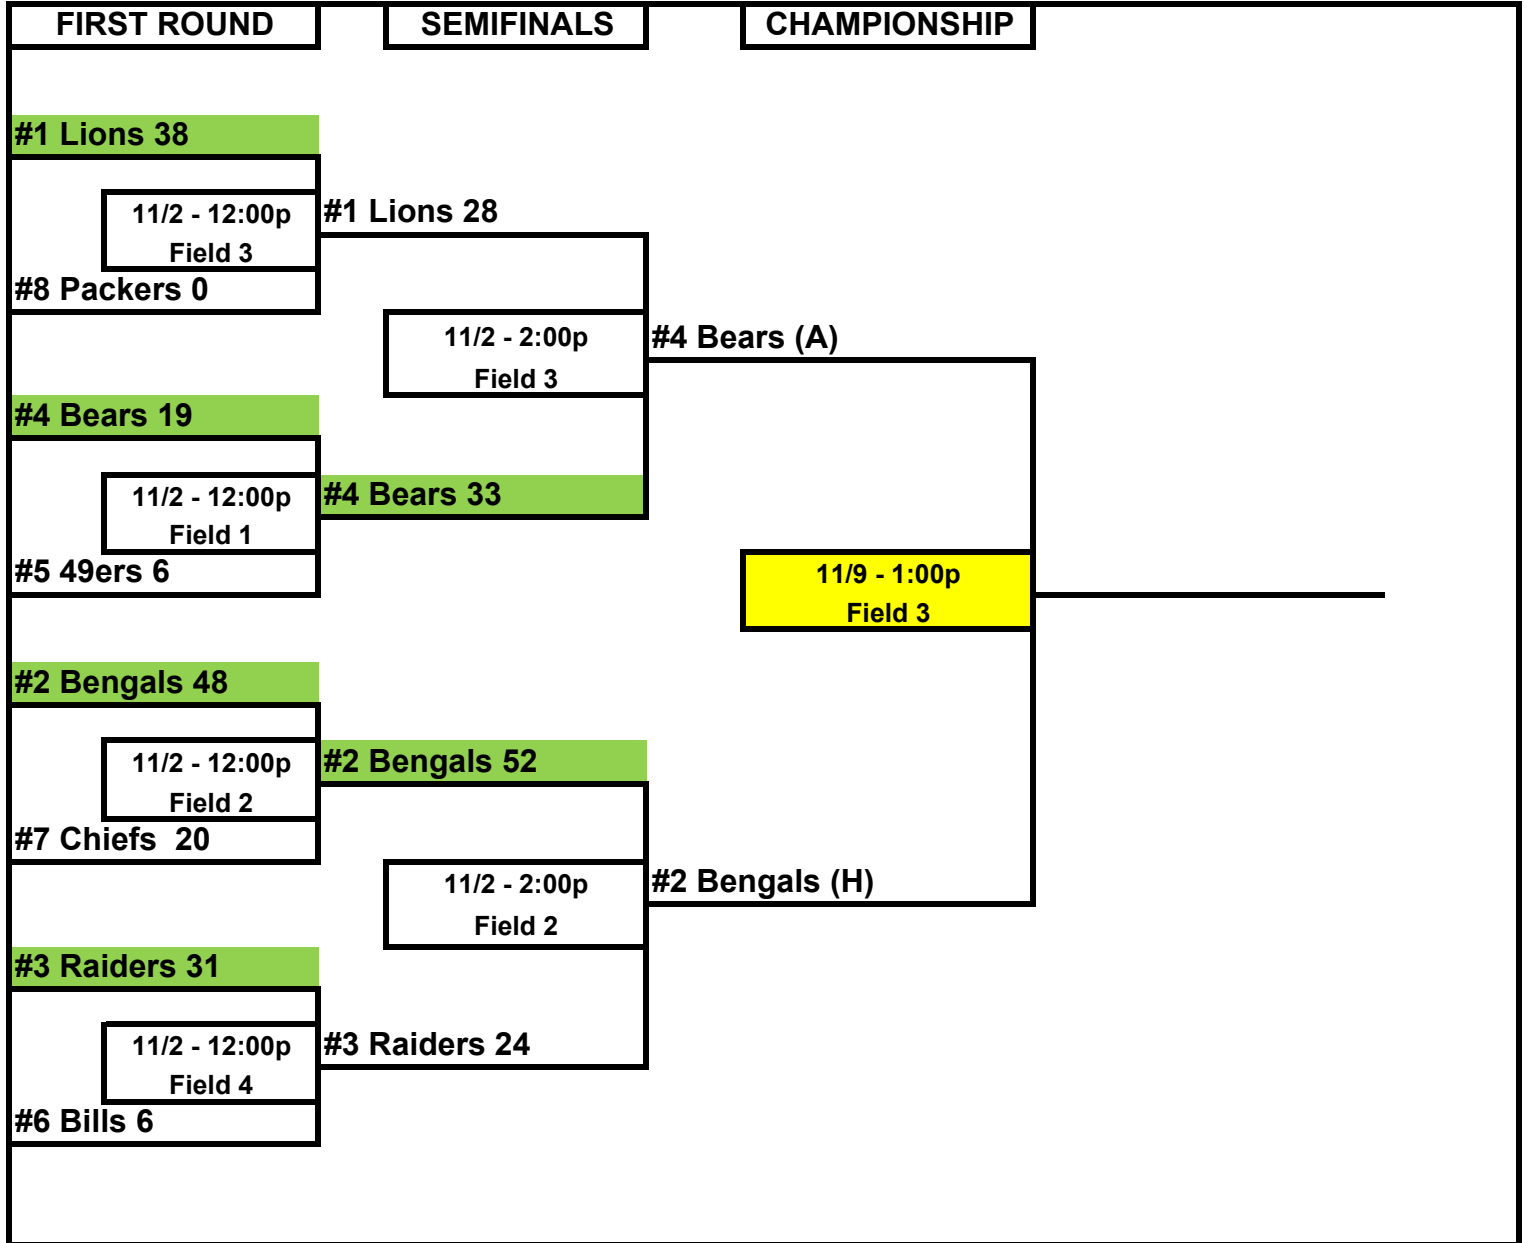 FIRST ROUND
SEMIFINALS
CHAMPIONSHIP
#1 Lions 38
11/2 - 12:00p
Field 3
#8 Packers 0
#1 Lions 28
11/2 - 2:00p
Field 3
#4 Bears (A)
#4 Bears 19
11/2 - 12:00p
Field 1
#5 49ers 6
#4 Bears 33
11/9 - 1:00p
Field 3
#2 Bengals 48
11/2 - 12:00p
Field 2
#7 Chiefs  20
#2 Bengals 52
11/2 - 2:00p
Field 2
#2 Bengals (H)
#3 Raiders 31
11/2 - 12:00p
Field 4
#6 Bills 6
#3 Raiders 24